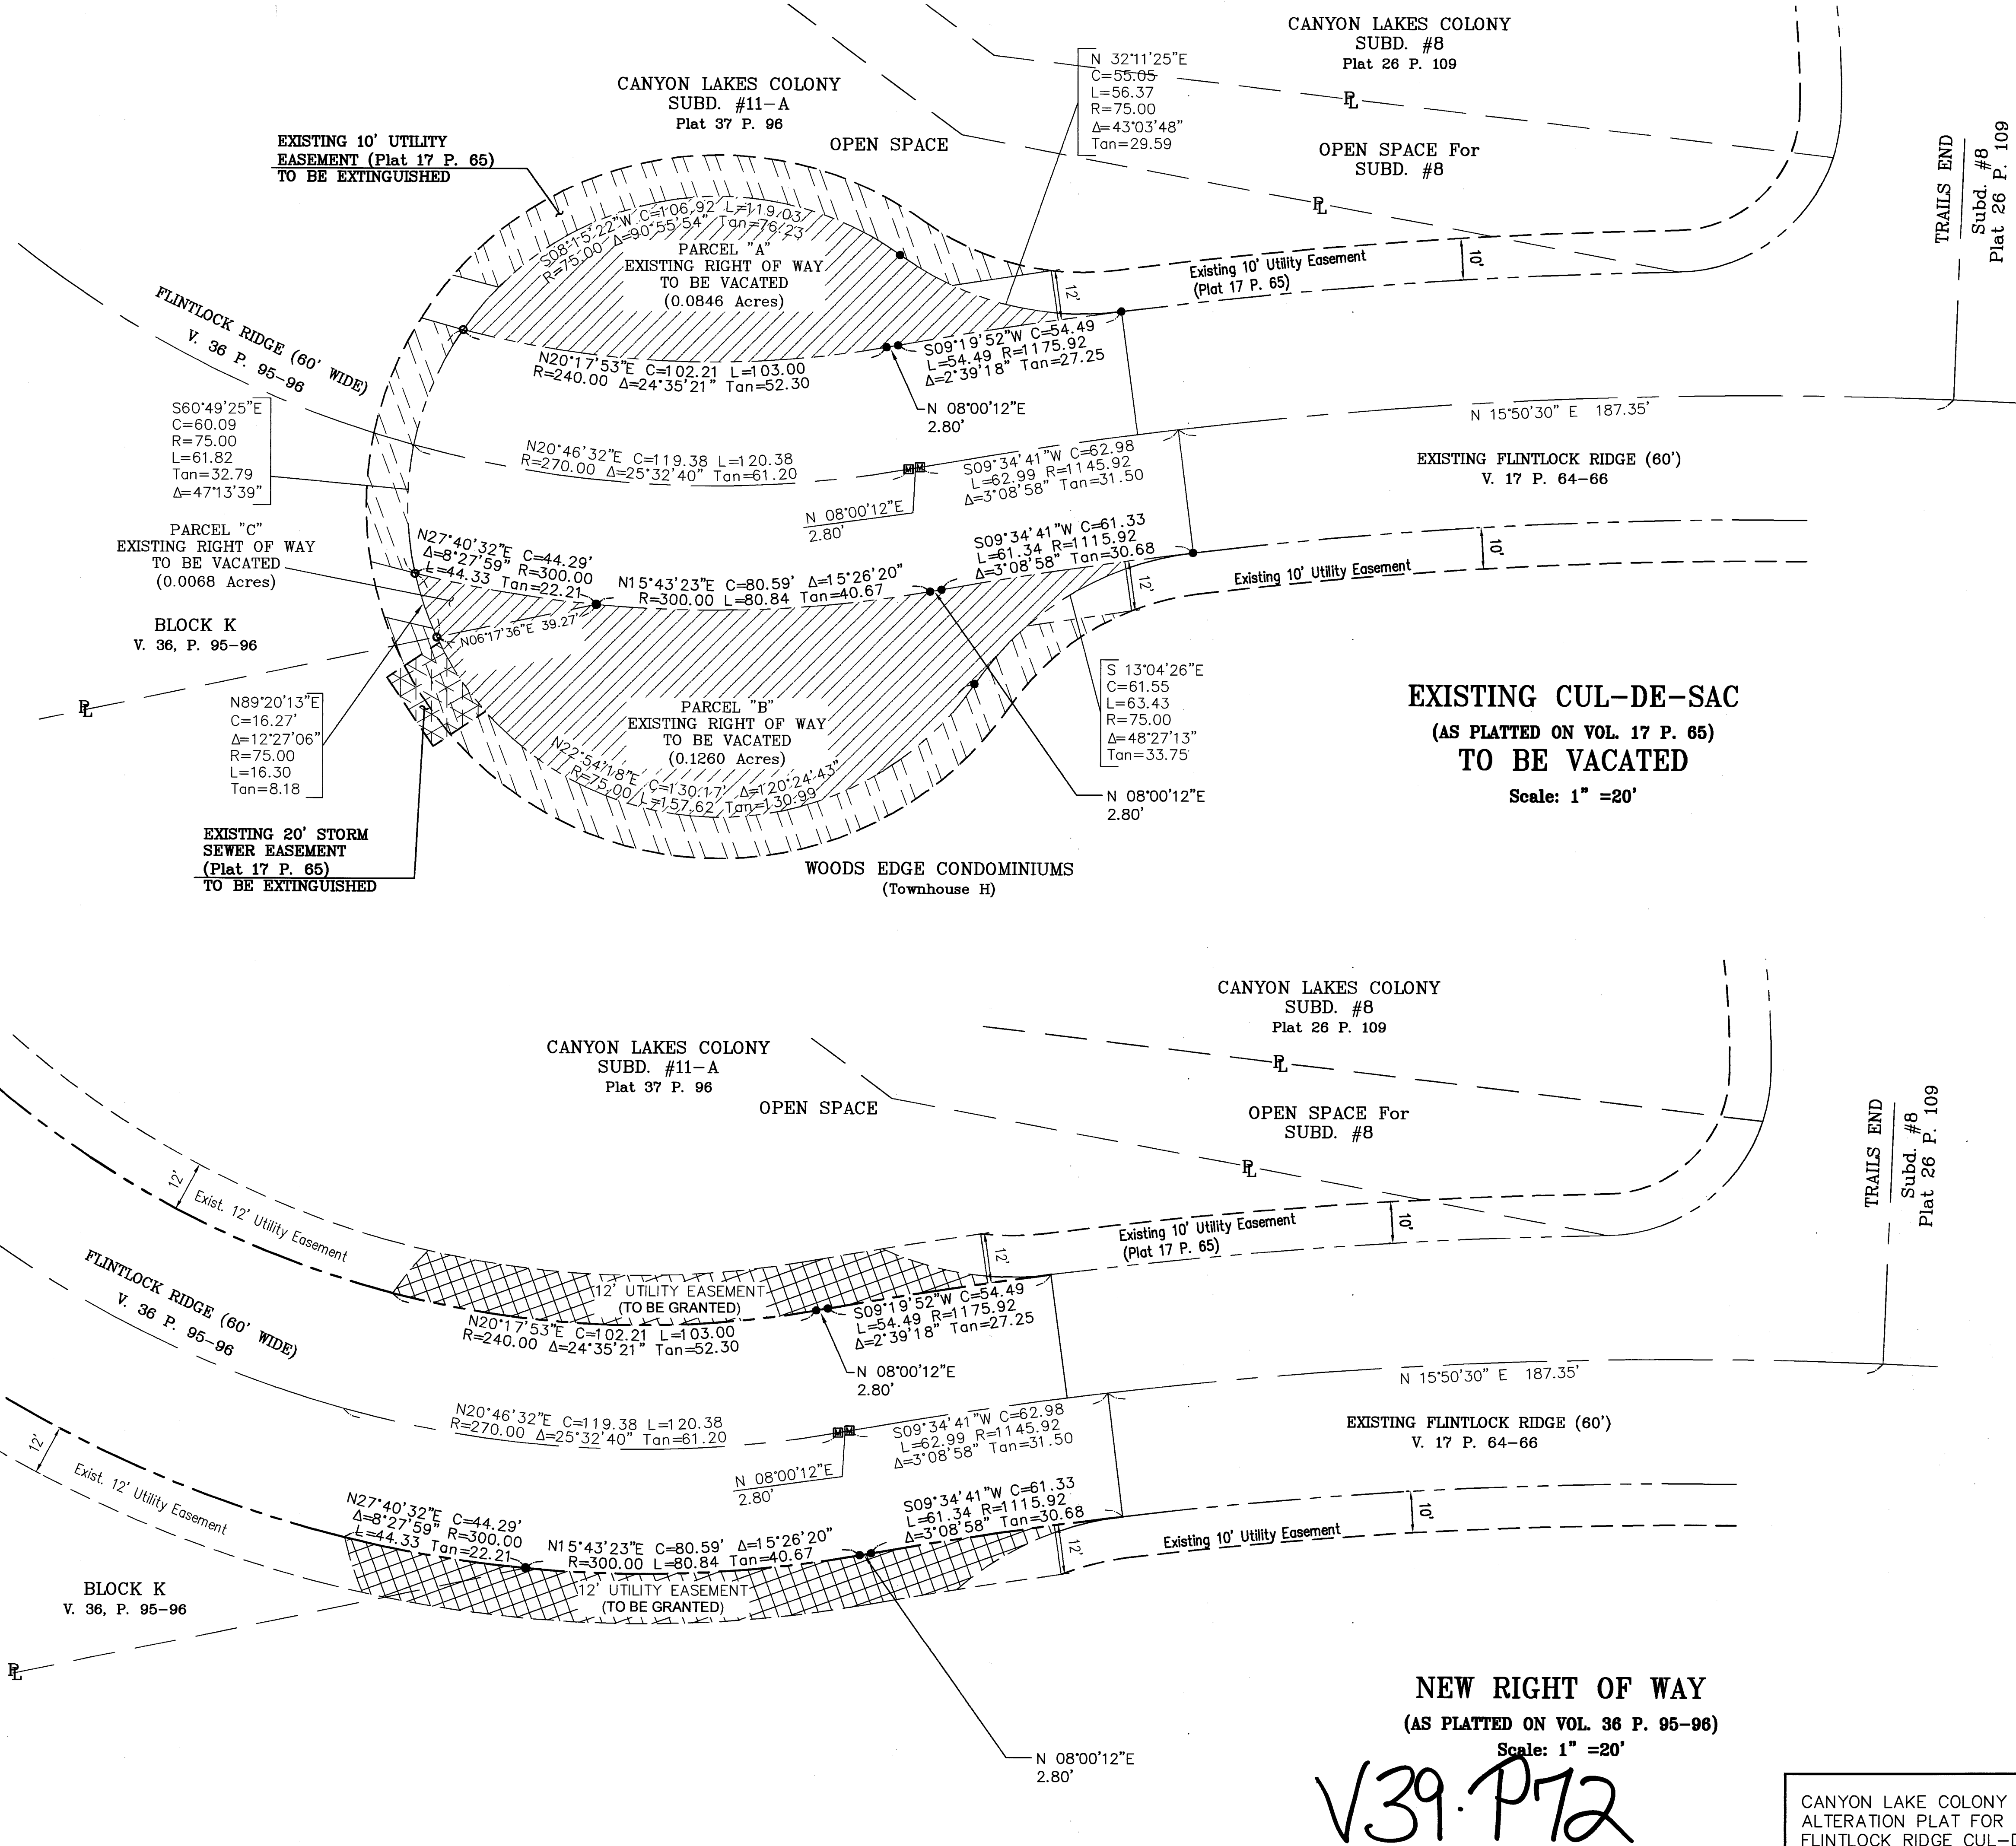 CANYON LAKES COLONY
SUBD. #8
Plat 26 P. 109
N 32°11'25"E
C=55.05
L=56.37
R=75.00
Δ=43°03'48"
Tan=29.59
CANYON LAKES COLONY
SUBD. #11-A
Plat 37 P. 96
OPEN SPACE
EXISTING 10' UTILITY
EASEMENT (Plat 17 P. 65)
TO BE EXTINGUISHED
PL
OPEN SPACE For
SUBD. #8
PL
TRAILS END
Subd. #8
Plat 26 P. 109
S08°15'22"W C=106.92 L=119.03
R=75.00 Δ=90°55'54" Tan=76.23
PARCEL "A"
EXISTING RIGHT OF WAY
TO BE VACATED
(0.0846 Acres)
12'
Existing 10' Utility Easement
(Plat 17 P. 65)
10'
FLINTLOCK RIDGE (60' WIDE)
V. 36 P. 95-96
N20°17'53"E C=102.21 L=103.00
R=240.00 Δ=24°35'21" Tan=52.30
S09°19'52"W C=54.49
L=54.49 R=1175.92
Δ=2°39'18" Tan=27.25
N 08°00'12"E
2.80'
S60°49'25"E
C=60.09
R=75.00
L=61.82
Tan=32.79
Δ=47°13'39"
N20°46'32"E C=119.38 L=120.38
R=270.00 Δ=25°32'40" Tan=61.20
M M
S09°34'41"W C=62.98
L=62.99 R=1145.92
Δ=3°08'58" Tan=31.50
N 08°00'12"E
2.80'
N 15°50'30" E 187.35'
EXISTING FLINTLOCK RIDGE (60')
V. 17 P. 64-66
PARCEL "C"
EXISTING RIGHT OF WAY
TO BE VACATED
(0.0068 Acres)
N27°40'32"E C=44.29'
Δ=8°27'59" R=300.00
L=44.33 Tan=22.21
N15°43'23"E C=80.59' Δ=15°26'20"
R=300.00 L=80.84 Tan=40.67
S09°34'41"W C=61.33
L=61.34 R=1115.92
Δ=3°08'58" Tan=30.68
12'
Existing 10' Utility Easement
10'
N06°17'36"E 39.27'
BLOCK K
V. 36, P. 95-96
PL
N89°20'13"E
C=16.27'
Δ=12°27'06"
R=75.00
L=16.30
Tan=8.18
PARCEL "B"
EXISTING RIGHT OF WAY
TO BE VACATED
(0.1260 Acres)
N22°54'18"E C=130.17' Δ=120°24'43"
R=75.00 L=157.62 Tan=130.99
S 13°04'26"E
C=61.55
L=63.43
R=75.00
Δ=48°27'13"
Tan=33.75
N 08°00'12"E
2.80'
EXISTING 20' STORM
SEWER EASEMENT
(Plat 17 P. 65)
TO BE EXTINGUISHED
WOODS EDGE CONDOMINIUMS
(Townhouse H)
EXISTING CUL-DE-SAC
(AS PLATTED ON VOL. 17 P. 65)
TO BE VACATED
Scale: 1" =20'
CANYON LAKES COLONY
SUBD. #8
Plat 26 P. 109
CANYON LAKES COLONY
SUBD. #11-A
Plat 37 P. 96
OPEN SPACE
PL
OPEN SPACE For
SUBD. #8
PL
TRAILS END
Subd. #8
Plat 26 P. 109
12'
Exist. 12' Utility Easement
12'
Existing 10' Utility Easement
(Plat 17 P. 65)
10'
FLINTLOCK RIDGE (60' WIDE)
V. 36 P. 95-96
12' UTILITY EASEMENT
(TO BE GRANTED)
N20°17'53"E C=102.21 L=103.00
R=240.00 Δ=24°35'21" Tan=52.30
S09°19'52"W C=54.49
L=54.49 R=1175.92
Δ=2°39'18" Tan=27.25
N 08°00'12"E
2.80'
N20°46'32"E C=119.38 L=120.38
R=270.00 Δ=25°32'40" Tan=61.20
M M
S09°34'41"W C=62.98
L=62.99 R=1145.92
Δ=3°08'58" Tan=31.50
N 08°00'12"E
2.80'
N 15°50'30" E 187.35'
EXISTING FLINTLOCK RIDGE (60')
V. 17 P. 64-66
12'
Exist. 12' Utility Easement
N27°40'32"E C=44.29'
Δ=8°27'59" R=300.00
L=44.33 Tan=22.21
N15°43'23"E C=80.59' Δ=15°26'20"
R=300.00 L=80.84 Tan=40.67
S09°34'41"W C=61.33
L=61.34 R=1115.92
Δ=3°08'58" Tan=30.68
12'
Existing 10' Utility Easement
10'
12' UTILITY EASEMENT
(TO BE GRANTED)
BLOCK K
V. 36, P. 95-96
PL
N 08°00'12"E
2.80'
NEW RIGHT OF WAY
(AS PLATTED ON VOL. 36 P. 95-96)
Scale: 1" =20'
V39. P72
CANYON LAKE COLONY
ALTERATION PLAT FOR
FLINTLOCK RIDGE CUL-D